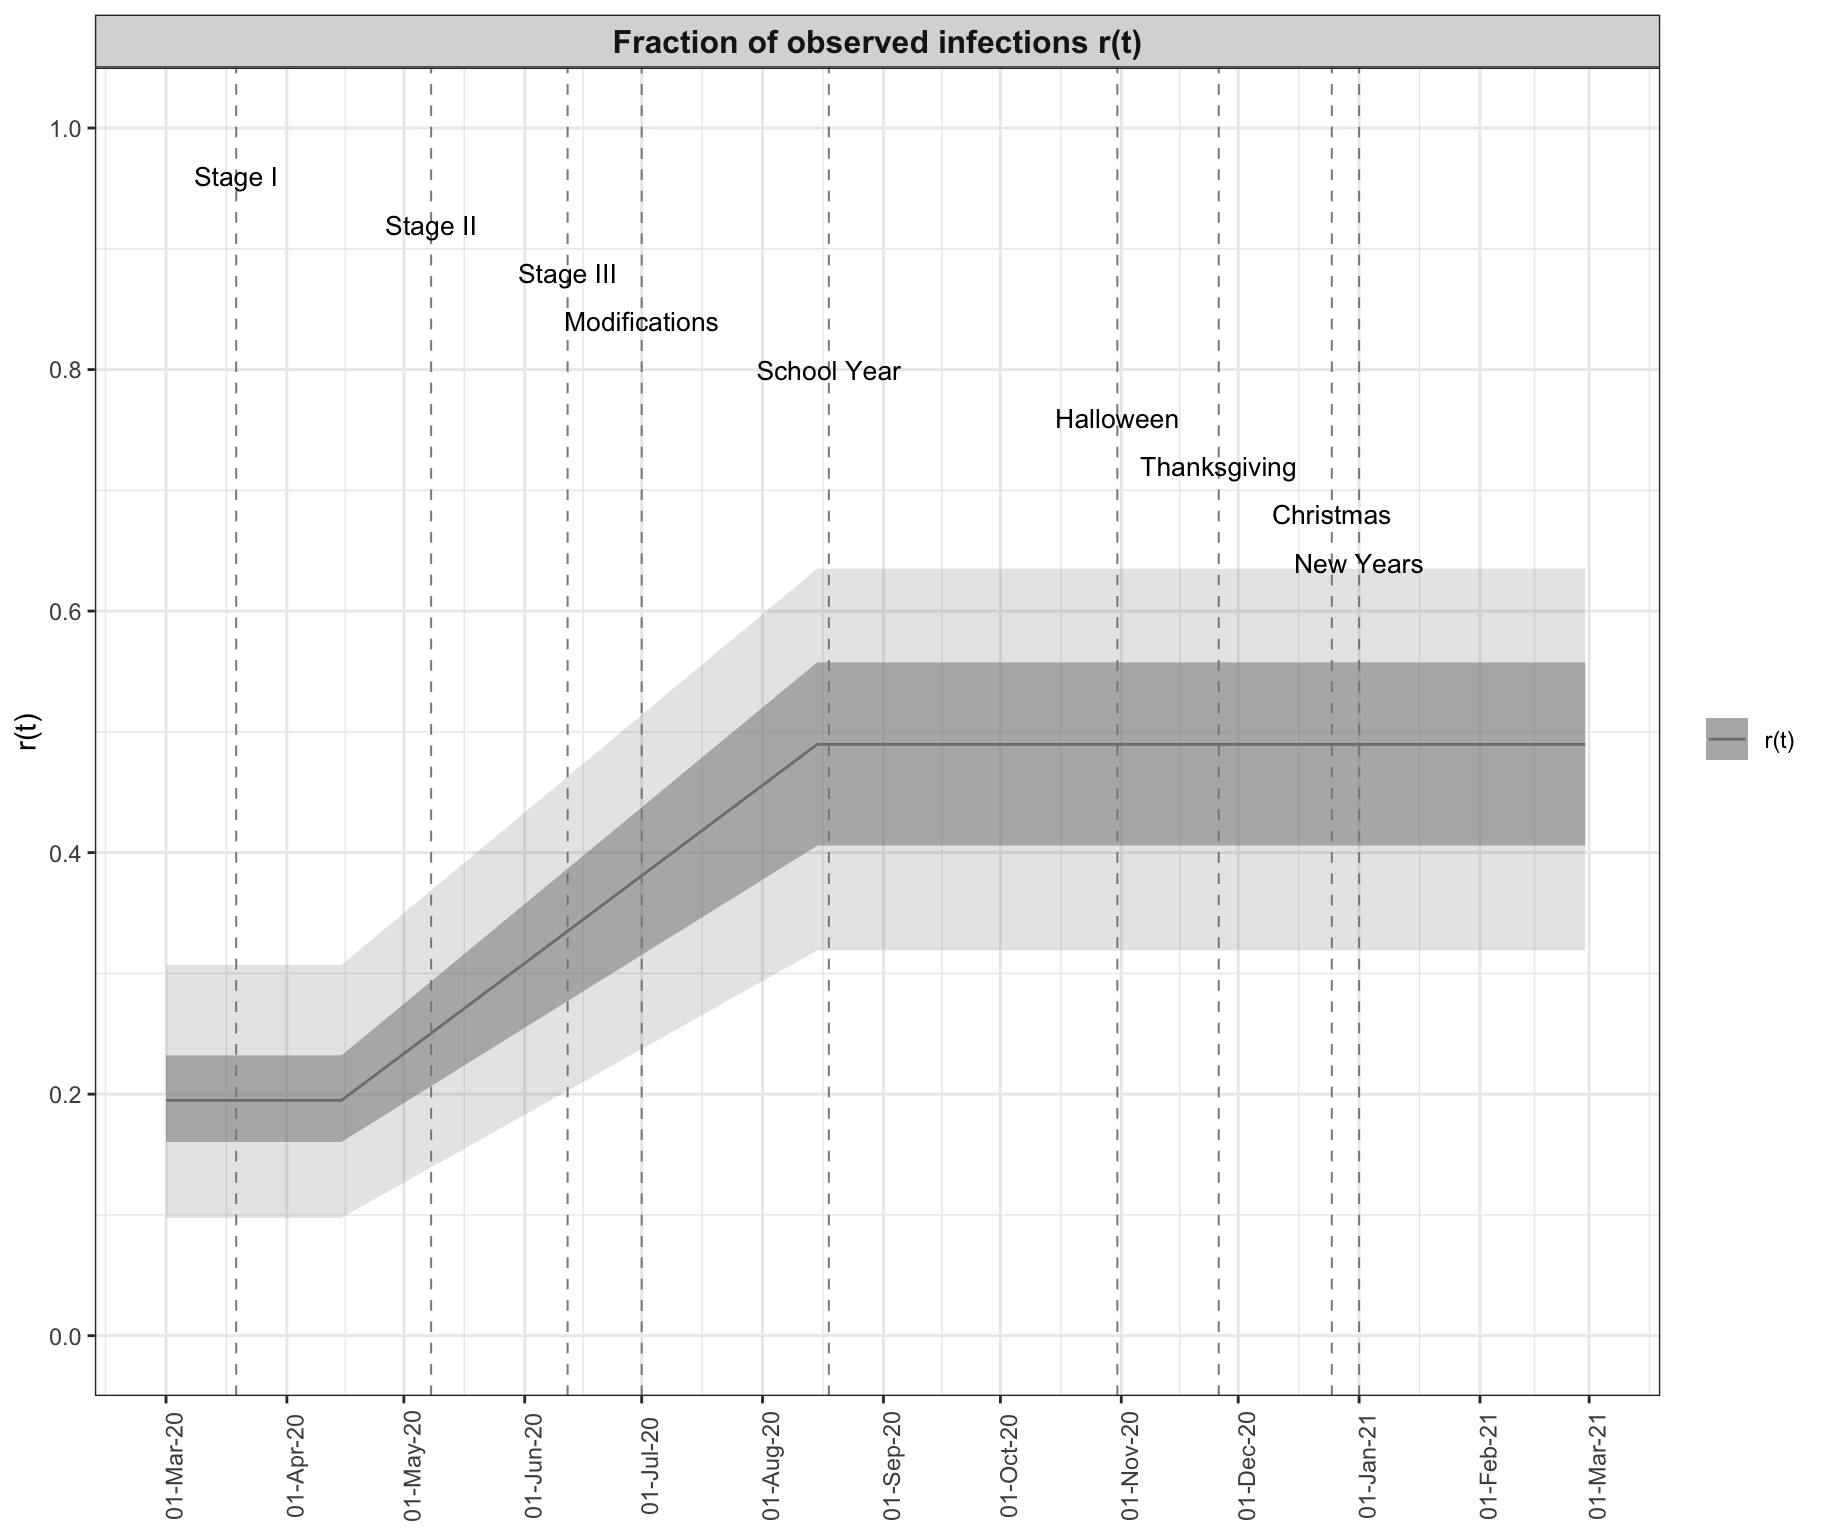 Fraction of observed infections r(t)
1.0
Stage I
Stage II
Stage III
Modifications
0.8
School Year
Halloween
Thanksgiving
Christmas
New Years
0.6
r(t)
r(t)
0.4
0.2
0.0
01-Mar-20
01-Apr-20
01-May-20
01-Jun-20
01-Jul-20
01-Aug-20
01-Sep-20
01-Oct-20
01-Nov-20
01-Dec-20
01-Jan-21
01-Feb-21
01-Mar-21